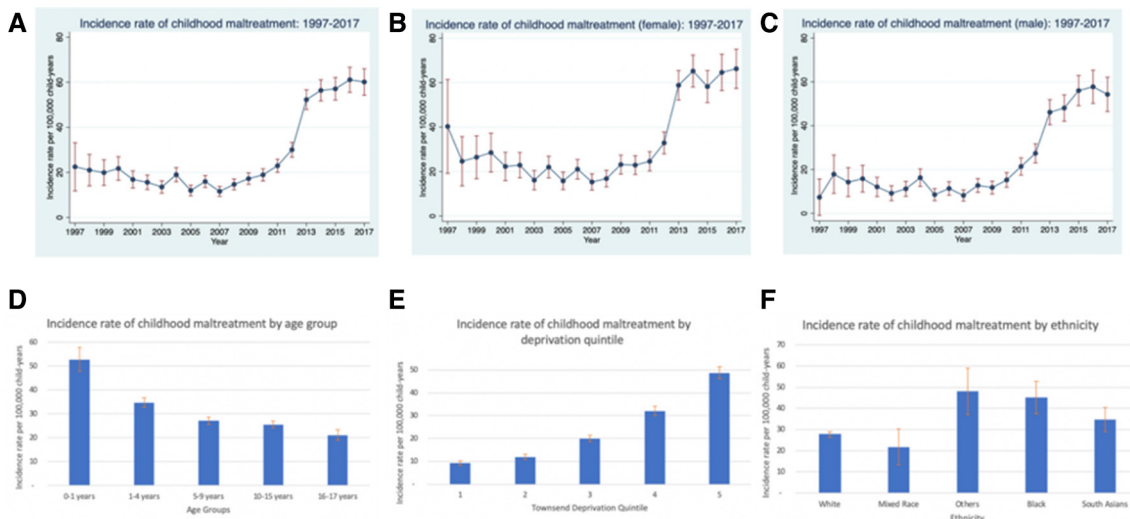 A
Incidence rate of childhood maltreatment: 1997-2017
Incidence rate per 100,000 child-years
80
60
40
20
0
1997 1999 2001 2003 2005 2007 2009 2011 2013 2015 2017
Year
B
Incidence rate of childhood maltreatment (female): 1997-2017
Incidence rate per 100,000 child-years
80
60
40
20
0
1997 1999 2001 2003 2005 2007 2009 2011 2013 2015 2017
Year
C
Incidence rate of childhood maltreatment (male): 1997-2017
Incidence rate per 100,000 child-years
80
60
40
20
0
1997 1999 2001 2003 2005 2007 2009 2011 2013 2015 2017
Year
D
Incidence rate of childhood maltreatment by age group
Incidence rate per 100,000 child-years
60
50
40
30
20
10
-
0-1 years 1-4 years 5-9 years 10-15 years 16-17 years
Age Groups
E
Incidence rate of childhood maltreatment by
deprivation quintile
Incidence rate per 100,000 child-years
50
40
30
20
10
-
1 2 3 4 5
Townsend Deprivation Quintile
F
Incidence rate of childhood maltreatment by ethnicity
Incidence rate per 100,000 child-years
70
60
50
40
30
20
10
-
White Mixed Race Others Black South Asians
Ethnicity